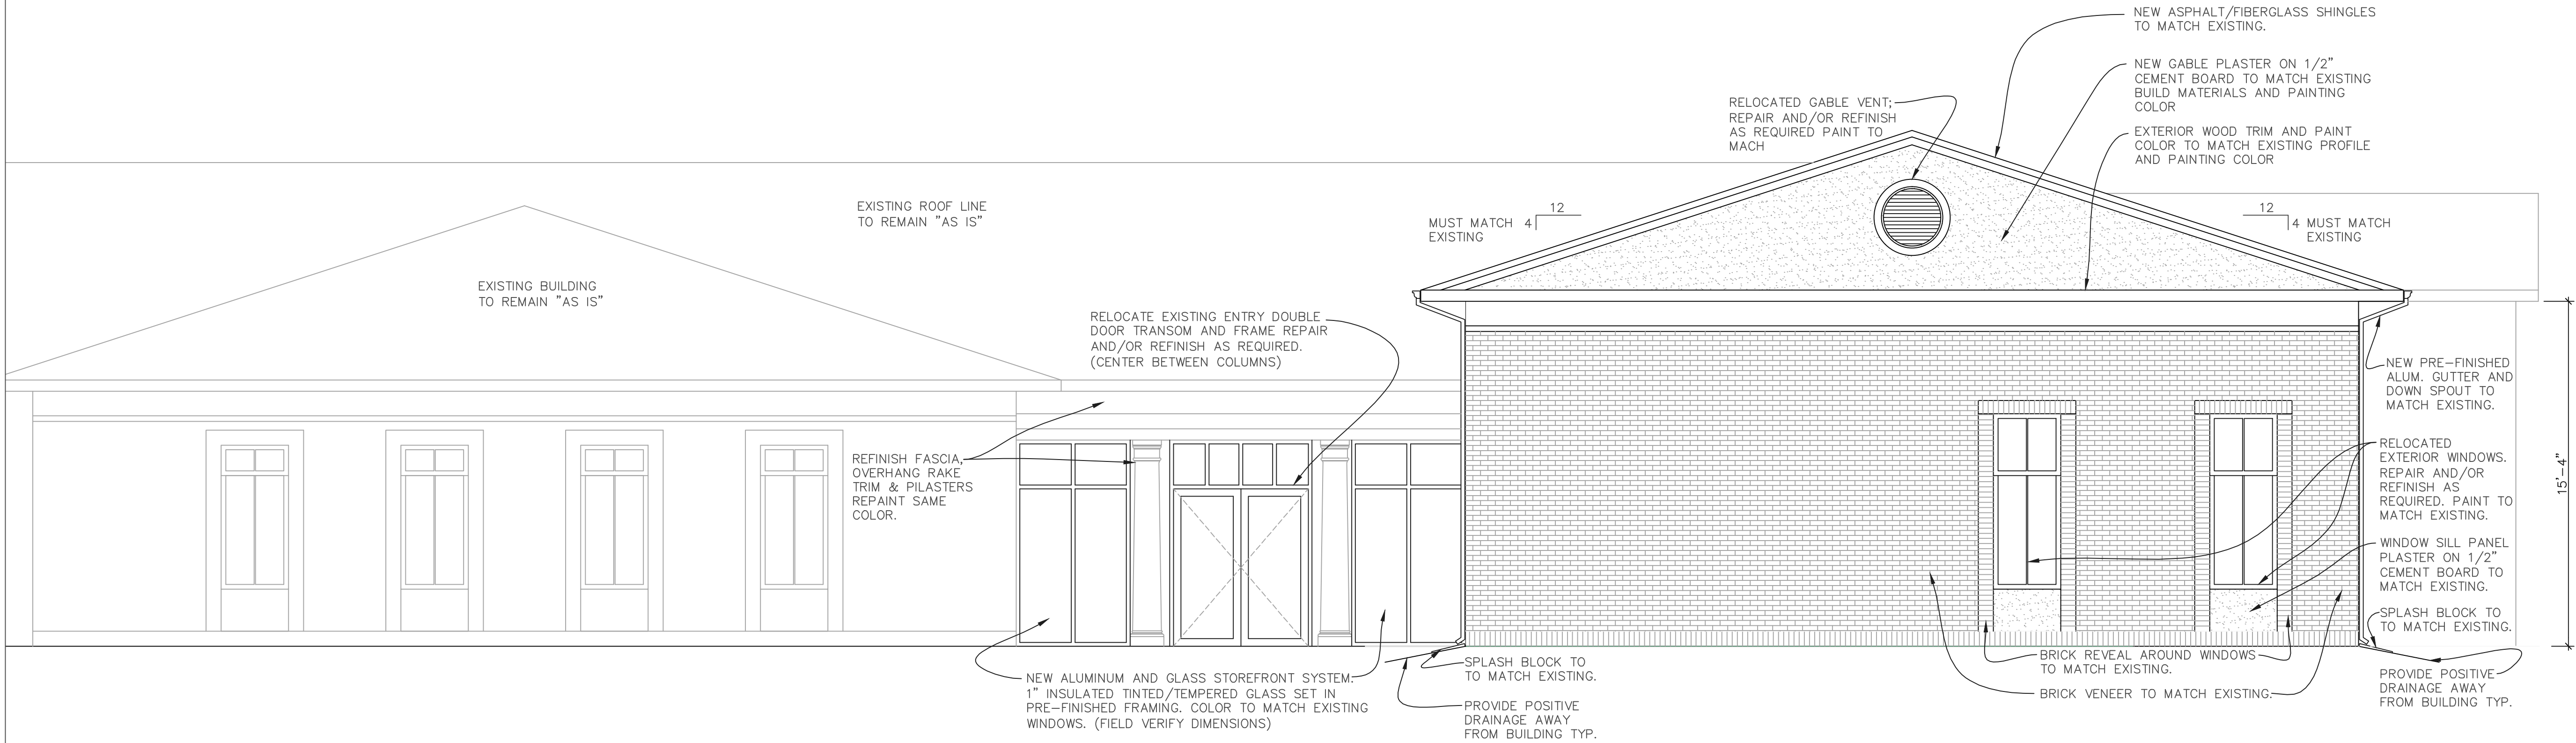 NEW ASPHALT/FIBERGLASS SHINGLES
TO MATCH EXISTING.
NEW GABLE PLASTER ON 1/2"
CEMENT BOARD TO MATCH EXISTING
BUILD MATERIALS AND PAINTING
COLOR
RELOCATED GABLE VENT;
REPAIR AND/OR REFINISH
AS REQUIRED PAINT TO
MACH
EXTERIOR WOOD TRIM AND PAINT
COLOR TO MATCH EXISTING PROFILE
AND PAINTING COLOR
EXISTING ROOF LINE
TO REMAIN "AS IS"
12
4
MUST MATCH
EXISTING
12
4
MUST MATCH
EXISTING
EXISTING BUILDING
TO REMAIN "AS IS"
RELOCATE EXISTING ENTRY DOUBLE
DOOR TRANSOM AND FRAME REPAIR
AND/OR REFINISH AS REQUIRED.
(CENTER BETWEEN COLUMNS)
NEW PRE-FINISHED
ALUM. GUTTER AND
DOWN SPOUT TO
MATCH EXISTING.
REFINISH FASCIA,
OVERHANG RAKE
TRIM & PILASTERS
REPAINT SAME
COLOR.
RELOCATED
EXTERIOR WINDOWS.
REPAIR AND/OR
REFINISH AS
REQUIRED. PAINT TO
MATCH EXISTING.
15'-4"
WINDOW SILL PANEL
PLASTER ON 1/2"
CEMENT BOARD TO
MATCH EXISTING.
SPLASH BLOCK TO
TO MATCH EXISTING.
NEW ALUMINUM AND GLASS STOREFRONT SYSTEM.
1" INSULATED TINTED/TEMPERED GLASS SET IN
PRE-FINISHED FRAMING. COLOR TO MATCH EXISTING
WINDOWS. (FIELD VERIFY DIMENSIONS)
SPLASH BLOCK TO
TO MATCH EXISTING.
PROVIDE POSITIVE
DRAINAGE AWAY
FROM BUILDING TYP.
BRICK REVEAL AROUND WINDOWS
TO MATCH EXISTING.
BRICK VENEER TO MATCH EXISTING.
PROVIDE POSITIVE
DRAINAGE AWAY
FROM BUILDING TYP.